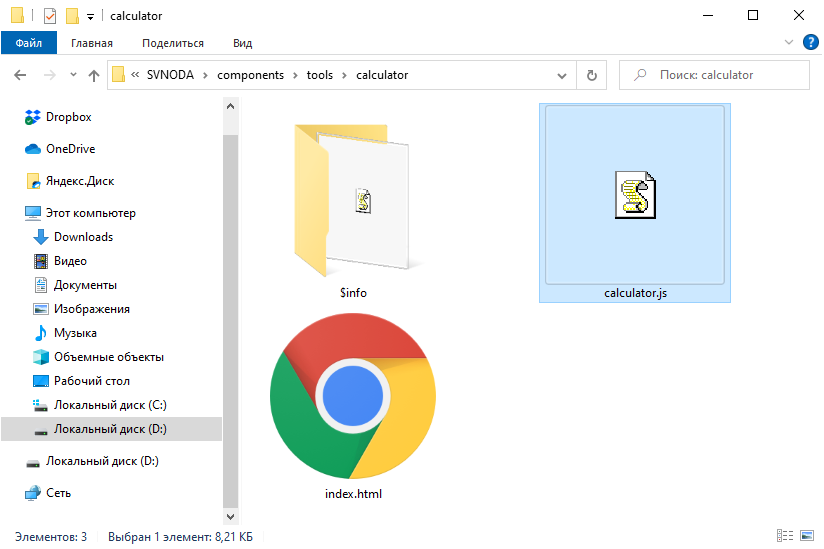 calculator
Файл Главная Поделиться Вид
« SVNODA > components > tools > calculator Поиск: calculator
Dropbox
OneDrive
Яндекс.Диск
Этот компьютер
Downloads
Видео
Документы
Изображения
Музыка
Объемные объекты
Рабочий стол
Локальный диск (C:)
Локальный диск (D:)
Локальный диск (D:)
Сеть
$info
calculator.js
index.html
Элементов: 3 Выбран 1 элемент: 8,21 КБ